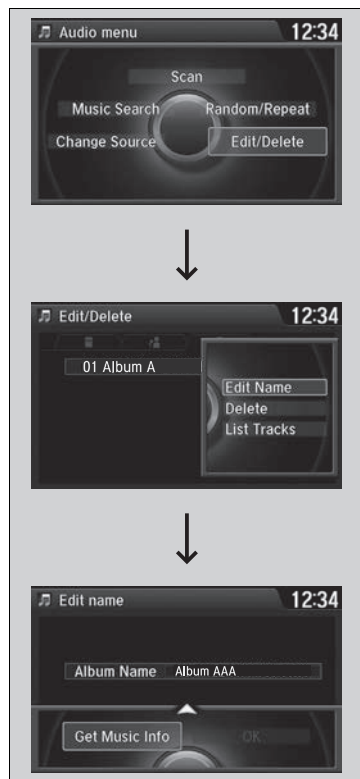 Audio menu 12:34
Scan
Music Search Random/Repeat
Change Source Edit/Delete
Edit/Delete 12:34
01 Album A
Edit Name
Delete
List Tracks
Edit name 12:34
Album Name Album AAA
Get Music Info OK